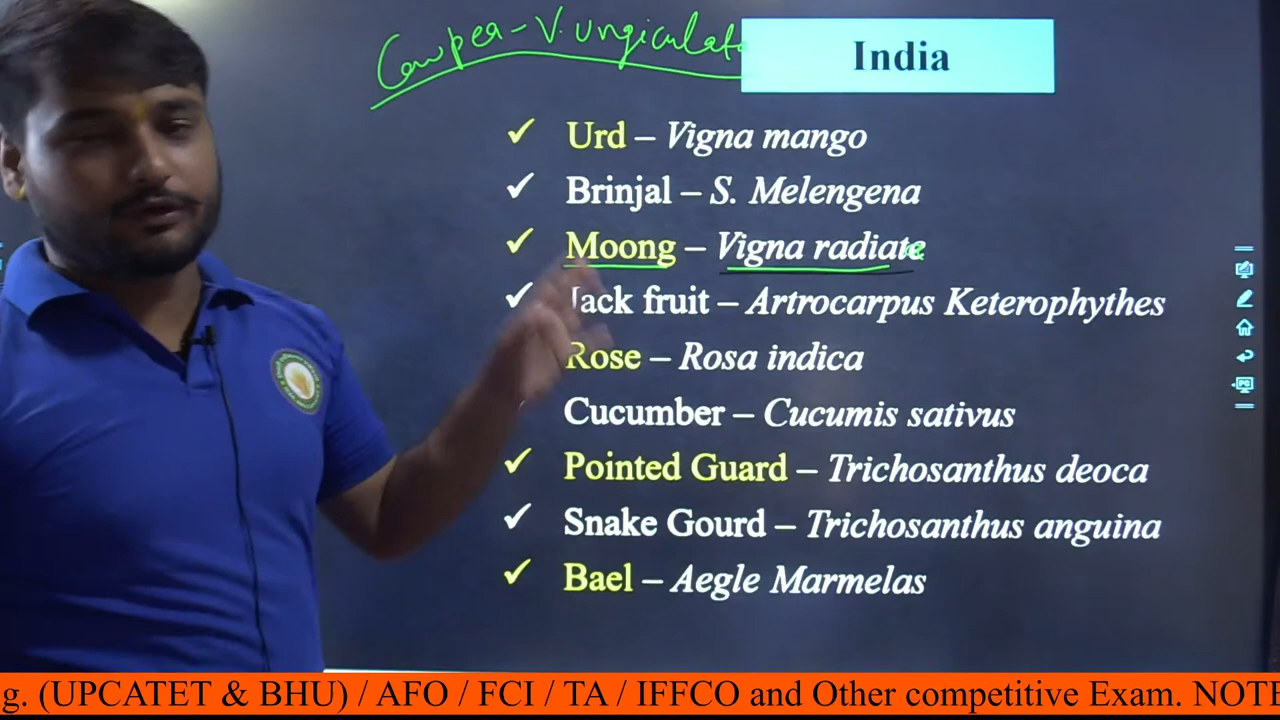 Cowpea – V. ungiculata
India
✓ Urd – Vigna mango
✓ Brinjal – S. Melengena
✓ Moong – Vigna radiate
✓ Jack fruit – Artrocarpus Keterophythes
Rose – Rosa indica
Cucumber – Cucumis sativus
✓ Pointed Guard – Trichosanthus deoca
✓ Snake Gourd – Trichosanthus anguina
✓ Bael – Aegle Marmelas
g. (UPCATET & BHU) / AFO / FCI / TA / IFFCO and Other competitive Exam. NOTE